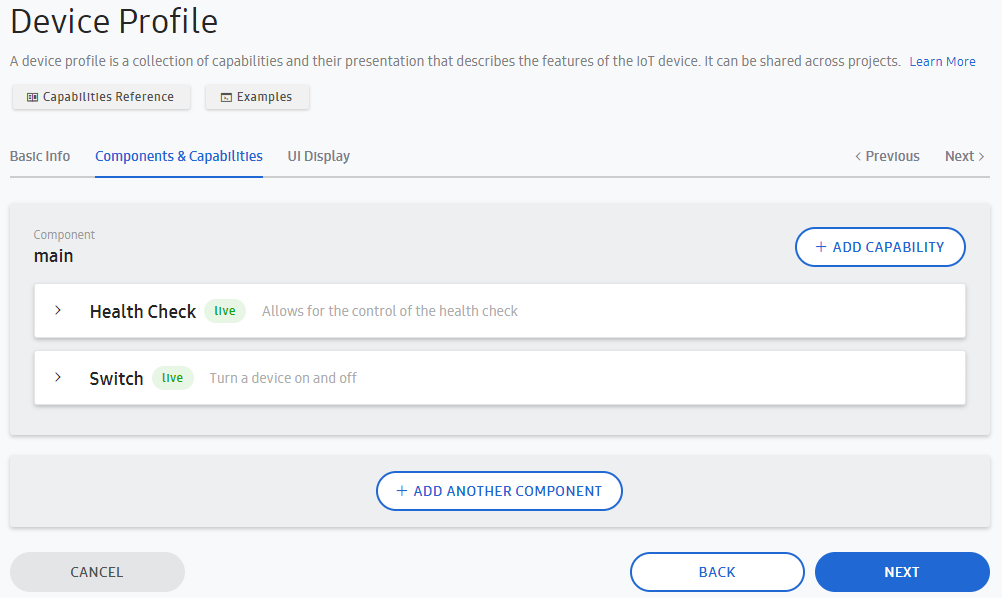 Device Profile
A device profile is a collection of capabilities and their presentation that describes the features of the IoT device. It can be shared across projects. Learn More
Capabilities Reference Examples
Basic Info Components & Capabilities UI Display < Previous Next >
Component
main
+ ADD CAPABILITY
> Health Check live Allows for the control of the health check
> Switch live Turn a device on and off
+ ADD ANOTHER COMPONENT
CANCEL BACK NEXT